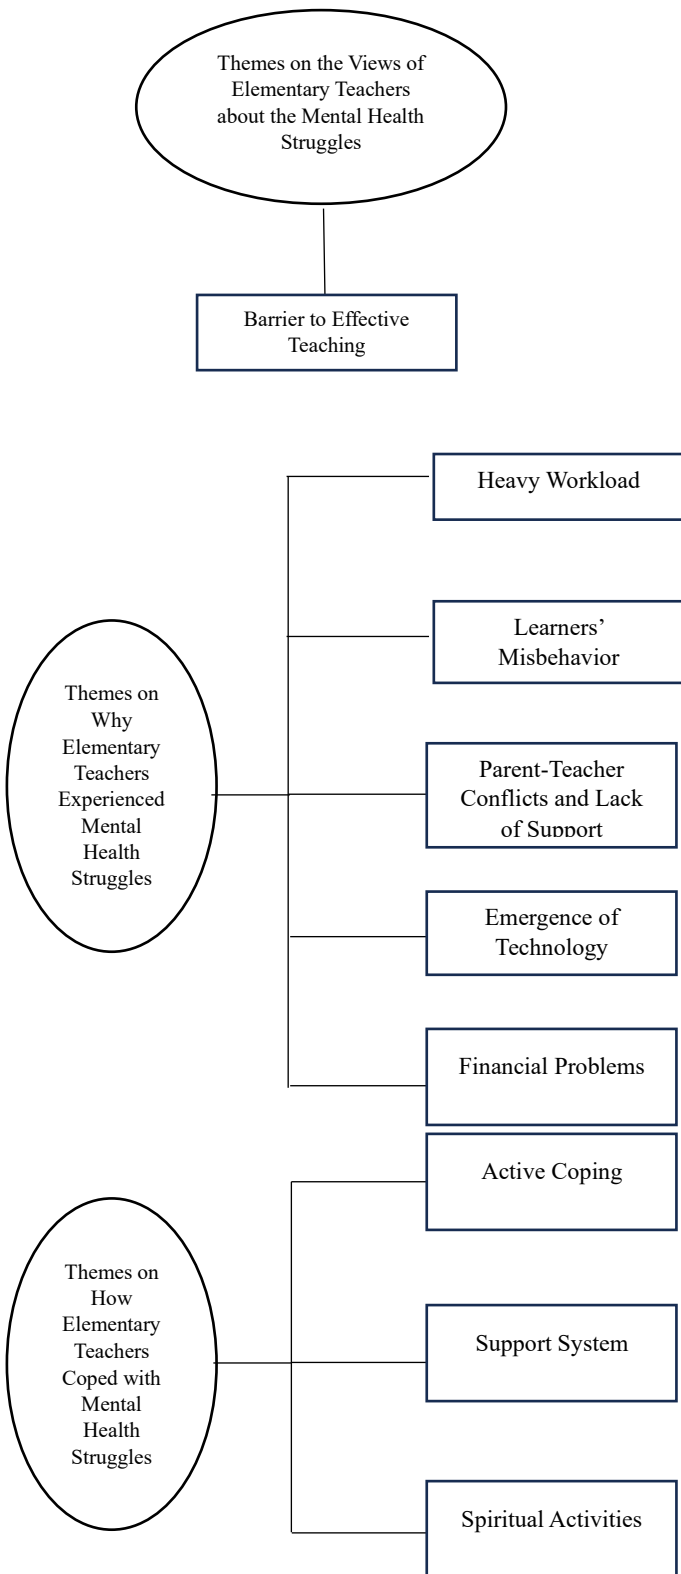 Themes on the Views of
Elementary Teachers
about the Mental Health
Struggles
Barrier to Effective
Teaching
Themes on
Why
Elementary
Teachers
Experienced
Mental
Health
Struggles
Heavy Workload
Learners’
Misbehavior
Parent-Teacher
Conflicts and Lack
of Support
Emergence of
Technology
Financial Problems
Themes on
How
Elementary
Teachers
Coped with
Mental
Health
Struggles
Active Coping
Support System
Spiritual Activities